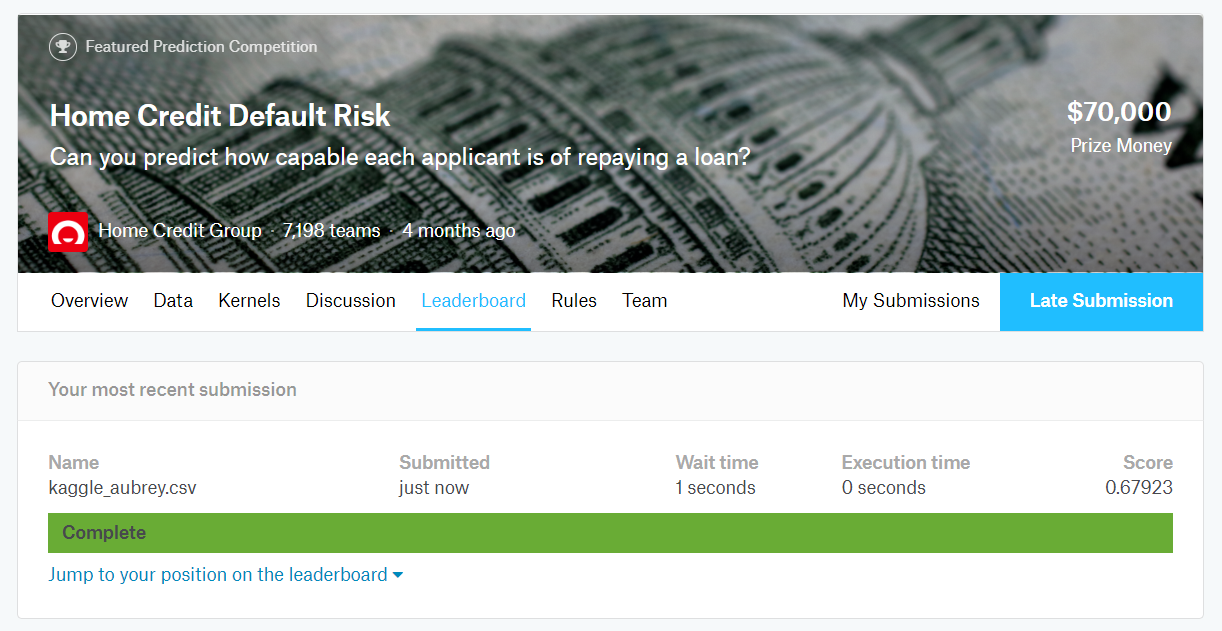 Featured Prediction Competition
Home Credit Default Risk
Can you predict how capable each applicant is of repaying a loan?
$70,000
Prize Money
Home Credit Group · 7,198 teams · 4 months ago
Overview Data Kernels Discussion Leaderboard Rules Team My Submissions Late Submission
Your most recent submission
Name Submitted Wait time Execution time Score
kaggle_aubrey.csv just now 1 seconds 0 seconds 0.67923
Complete
Jump to your position on the leaderboard